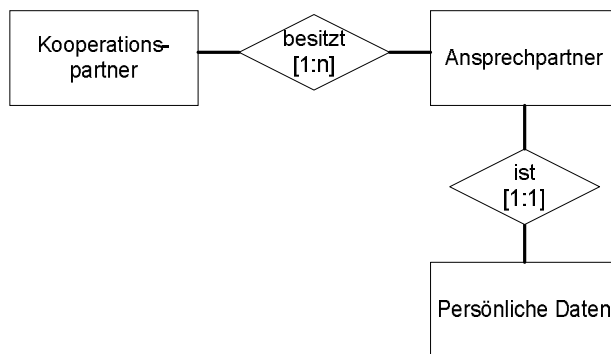 Kooperations-
partner
besitzt
[1:n]
Ansprechpartner
ist
[1:1]
Persönliche Daten